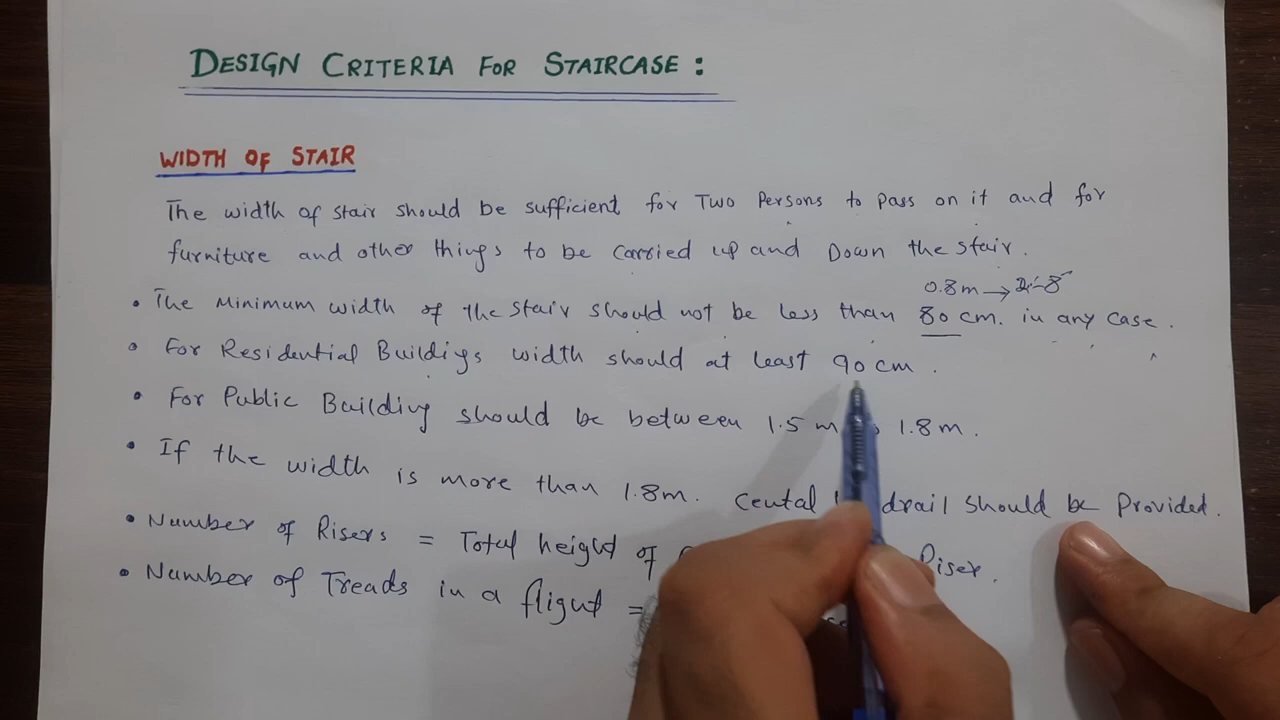 DESIGN CRITERIA FOR STAIRCASE :
WIDTH OF STAIR
The width of stair should be sufficient for Two Persons to pass on it and for
furniture and other things to be Carried up and Down the stair.
0.8m → 2'-8"
• The Minimum width of the stair should not be less than 80 cm. in any case.
• For Residential Buildigs width should at least 90 cm.
• For Public Building should be between 1.5 m 1.8 m.
• If the width is more than 1.8m. Cental drail should be Provided.
• Number of Risers = Total height of Riser.
• Number of Treads in a flight =